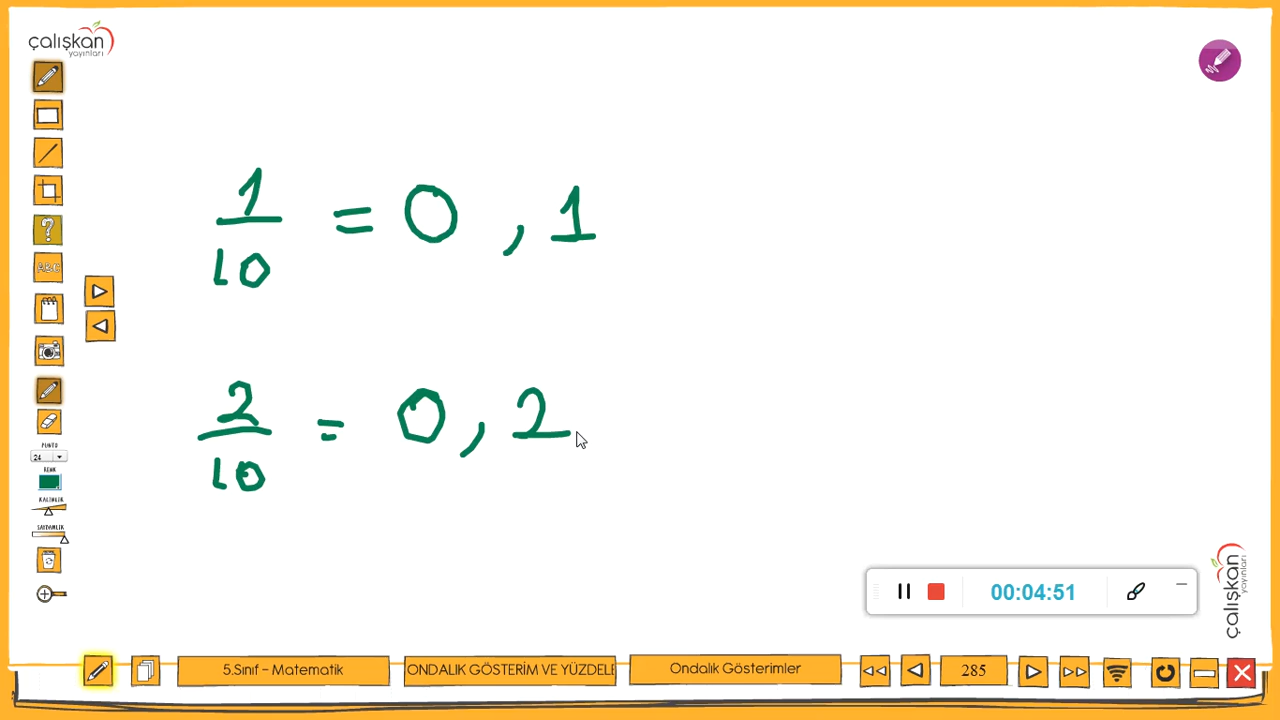 çalışkan
yayınları
1/10 = 0,1
2/10 = 0,2
ABC
PUNTO
24
RENK
KALINLIK
SAYDAMLIK
00:04:51
çalışkan
yayınları
5.Sınıf - Matematik
ONDALIK GÖSTERİM VE YÜZDELE
Ondalık Gösterimler
285